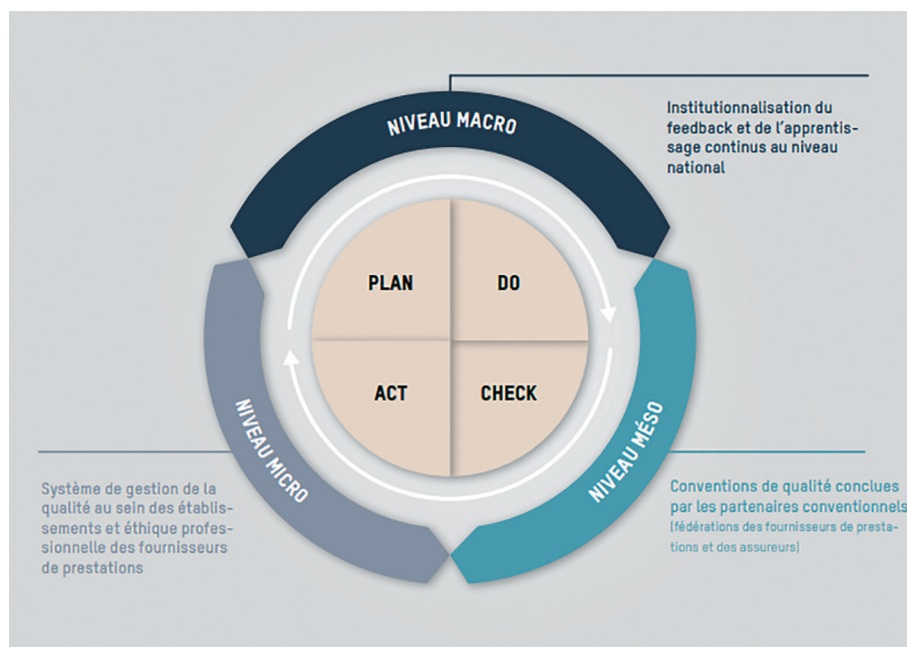 NIVEAU MACRO
Institutionnalisation du
feedback et de l'apprentis-
sage continus au niveau
national
PLAN
DO
ACT
CHECK
NIVEAU MICRO
NIVEAU MÉSO
Système de gestion de la
qualité au sein des établis-
sements et éthique profes-
sionnelle des fournisseurs
de prestations
Conventions de qualité conclues
par les partenaires conventionnels
(fédérations des fournisseurs de presta-
tions et des assureurs)